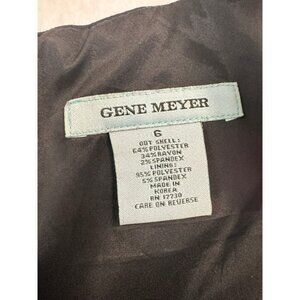 GENE MEYER
6
OUT SHELL:
64% POLYESTER
34% RAYON
2% SPANDEX
LINING:
95% POLYESTER
5% SPANDEX
MADE IN
KOREA
RN 17730
CARE ON REVERSE